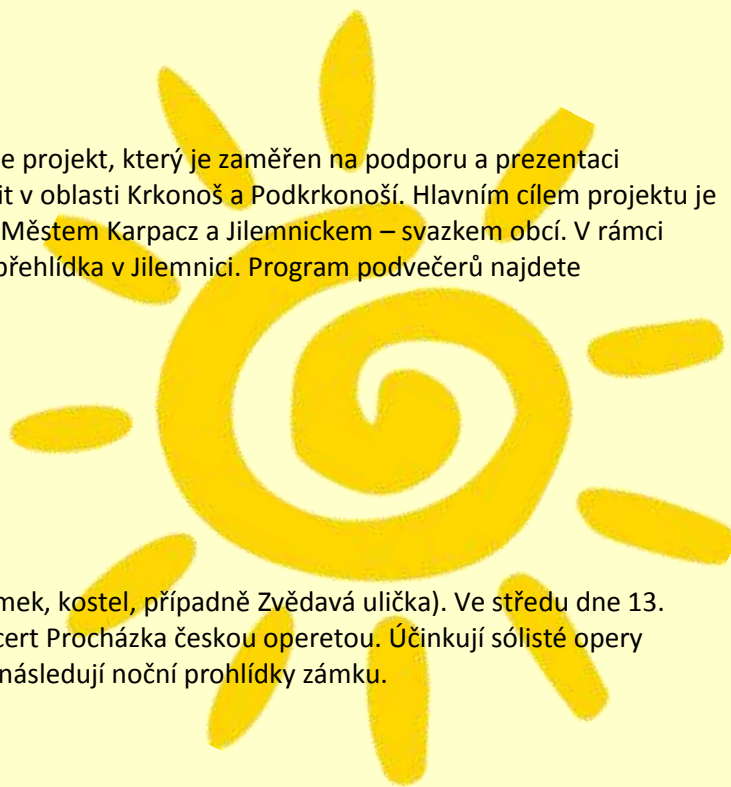 e projekt, který je zaměřen na podporu a prezentaci
it v oblasti Krkonoš a Podkrkonoší. Hlavním cílem projektu je
Městem Karpacz a Jilemnickem – svazkem obcí. V rámci
přehlídka v Jilemnici. Program podvečerů najdete
mek, kostel, případně Zvědavá ulička). Ve středu dne 13.
cert Procházka českou operetou. Účinkují sólisté opery
následují noční prohlídky zámku.